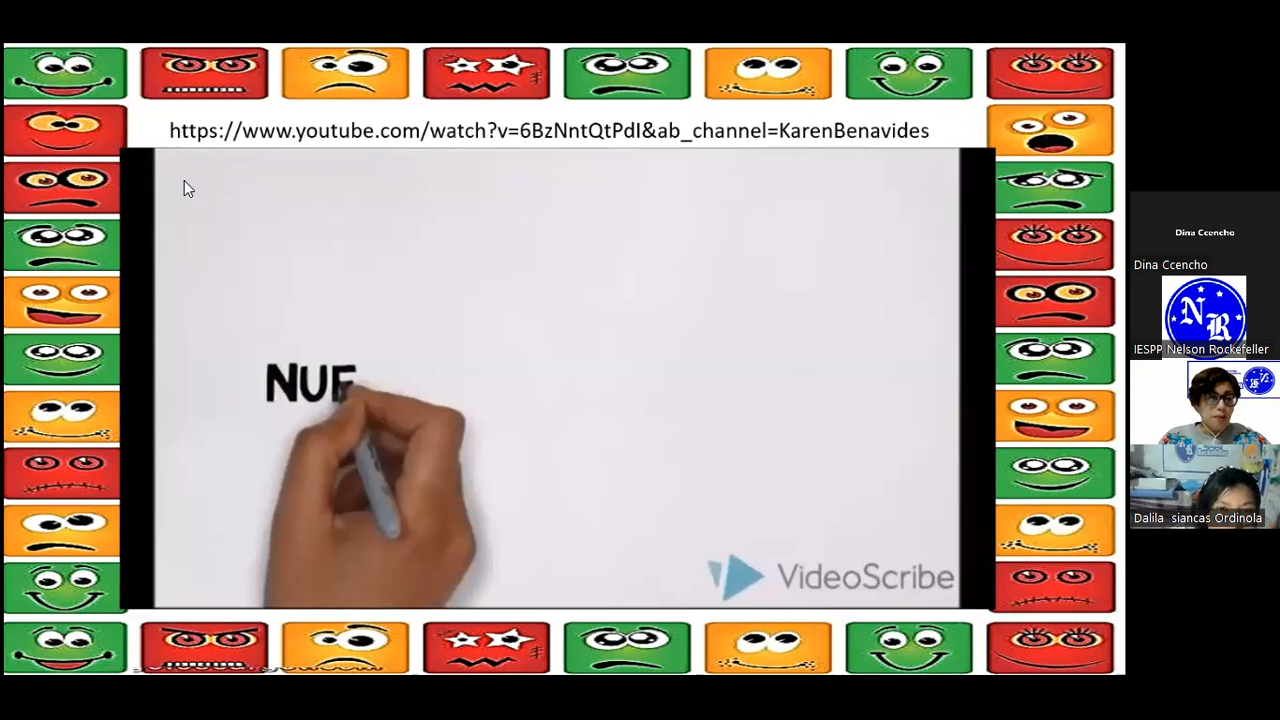 https://www.youtube.com/watch?v=6BzNntQtPdI&ab_channel=KarenBenavides
NUE
VideoScribe
Dina Ccencho
Dina Ccencho
N R
IESPP Nelson Rockefeller
Dalila siancas Ordinola